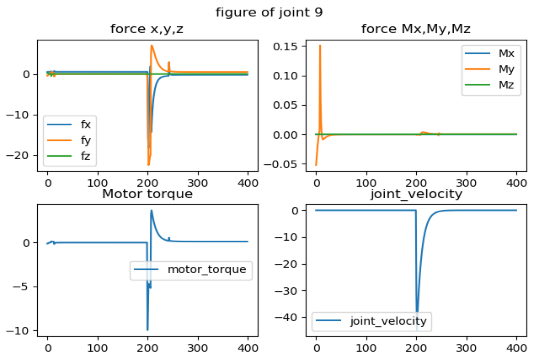 figure of joint 9
force x,y,z
force Mx,My,Mz
0
−10
−20
fx
fy
fz
0 100 200 300 400
0.15
0.10
0.05
0.00
−0.05
Mx
My
Mz
0 100 200 300 400
Motor torque
joint_velocity
0
−5
−10
motor_torque
0 100 200 300 400
0
−10
−20
−30
−40
joint_velocity
0 100 200 300 400